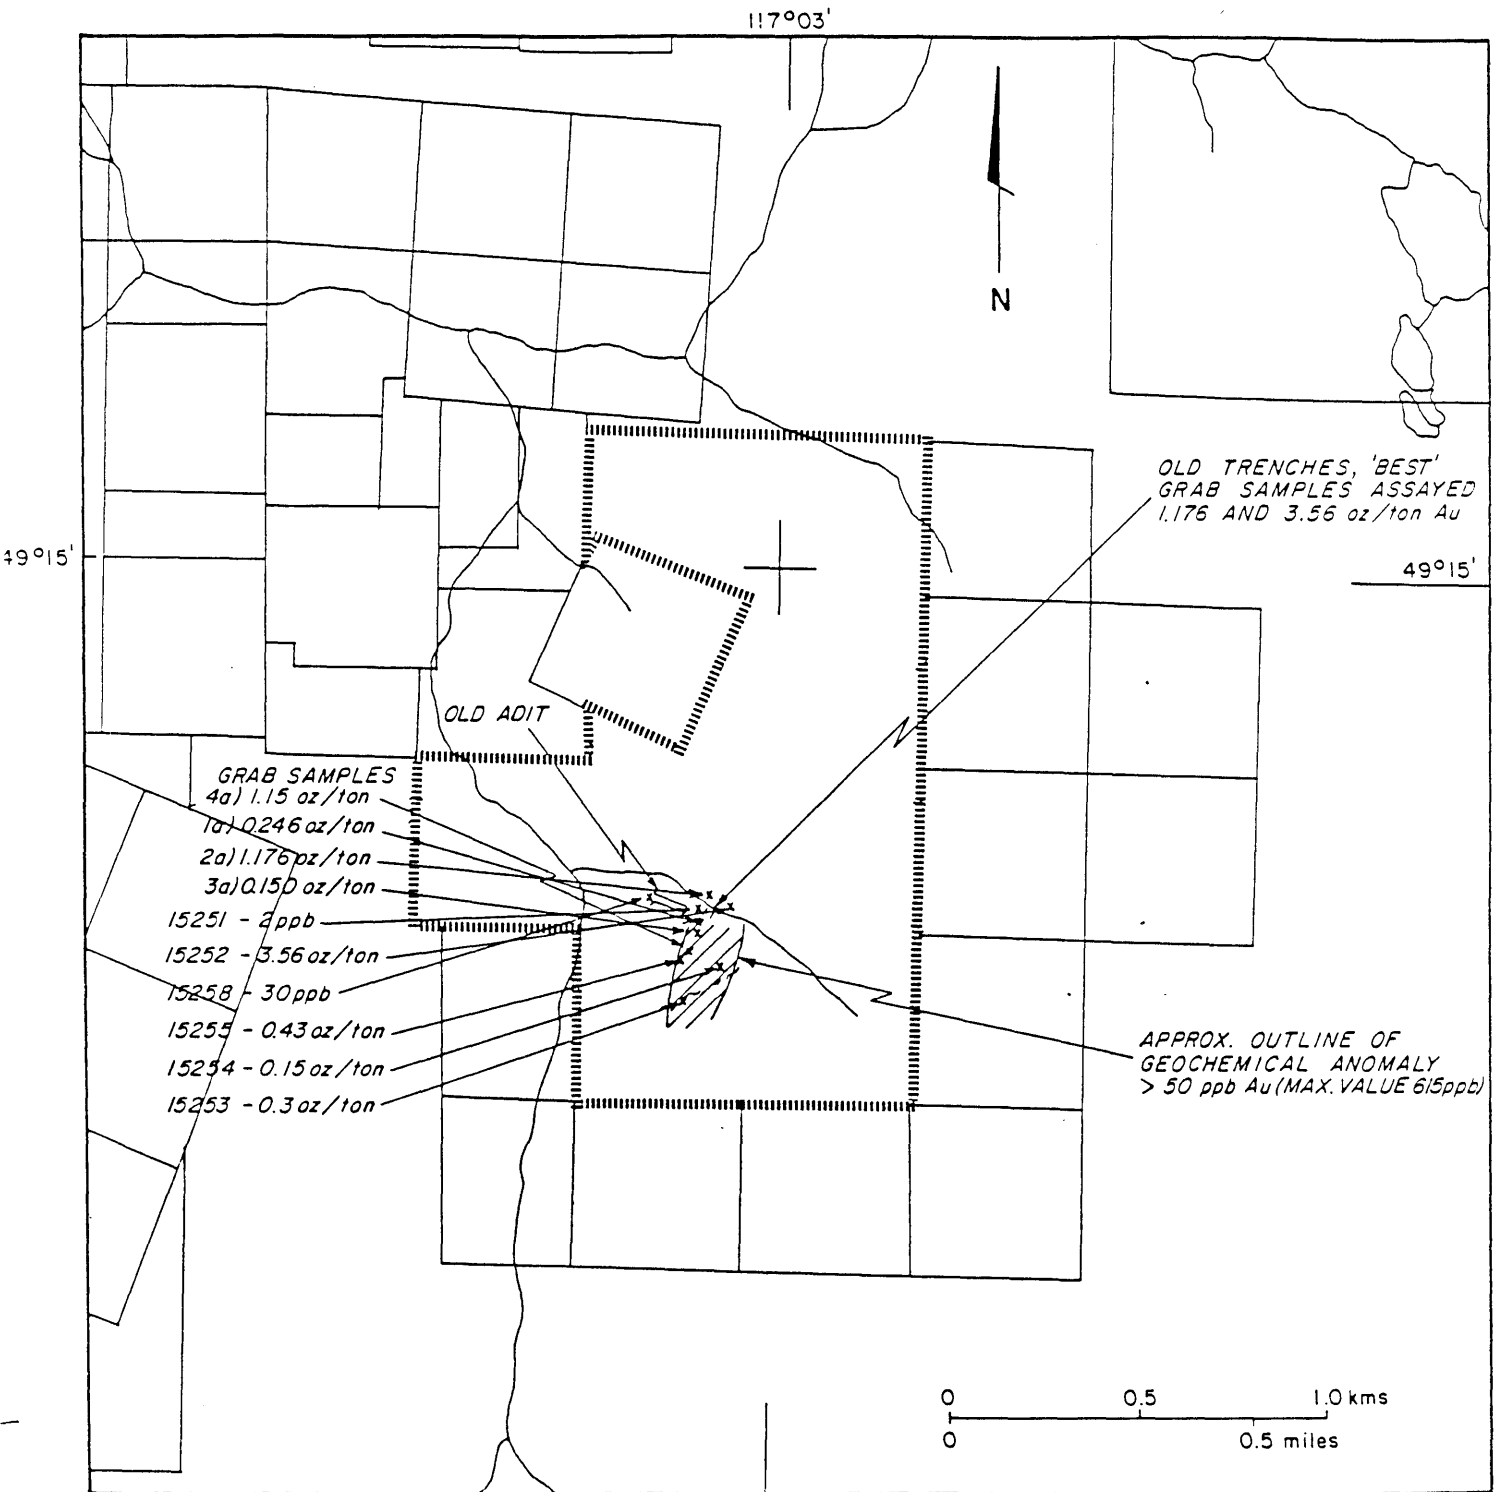 117°03'
N
OLD TRENCHES, 'BEST'
GRAB SAMPLES ASSAYED
1.176 AND 3.56 oz/ton Au
49°15'
49°15'
OLD ADIT
GRAB SAMPLES
4a) 1.15 oz/ton
1a) 0.246 oz/ton
2a) 1.176 oz/ton
3a) 0.150 oz/ton
15251 - 2 ppb
15252 - 3.56 oz/ton
15258 - 30 ppb
15255 - 0.43 oz/ton
15254 - 0.15 oz/ton
15253 - 0.3 oz/ton
APPROX. OUTLINE OF
GEOCHEMICAL ANOMALY
> 50 ppb Au (MAX. VALUE 615 ppb)
0 0.5 1.0 kms
0 0.5 miles